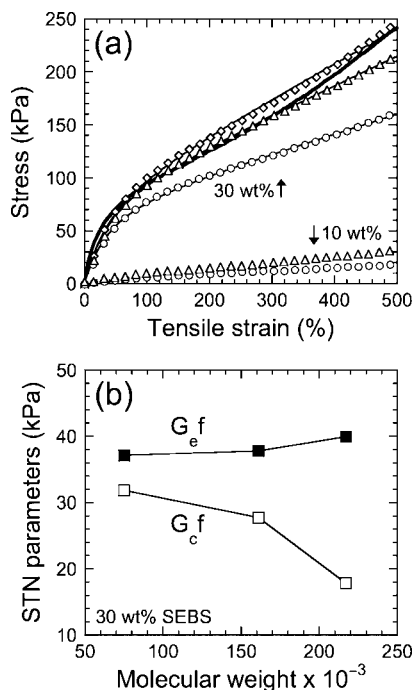 (a)
250
200
150
100
50
0
Stress (kPa)
30 wt%↑
↓10 wt%
0 100 200 300 400 500
Tensile strain (%)
(b)
60
50
40
30
20
10
STN parameters (kPa)
G_e f
G_c f
30 wt% SEBS
50 100 150 200 250
Molecular weight x 10⁻³